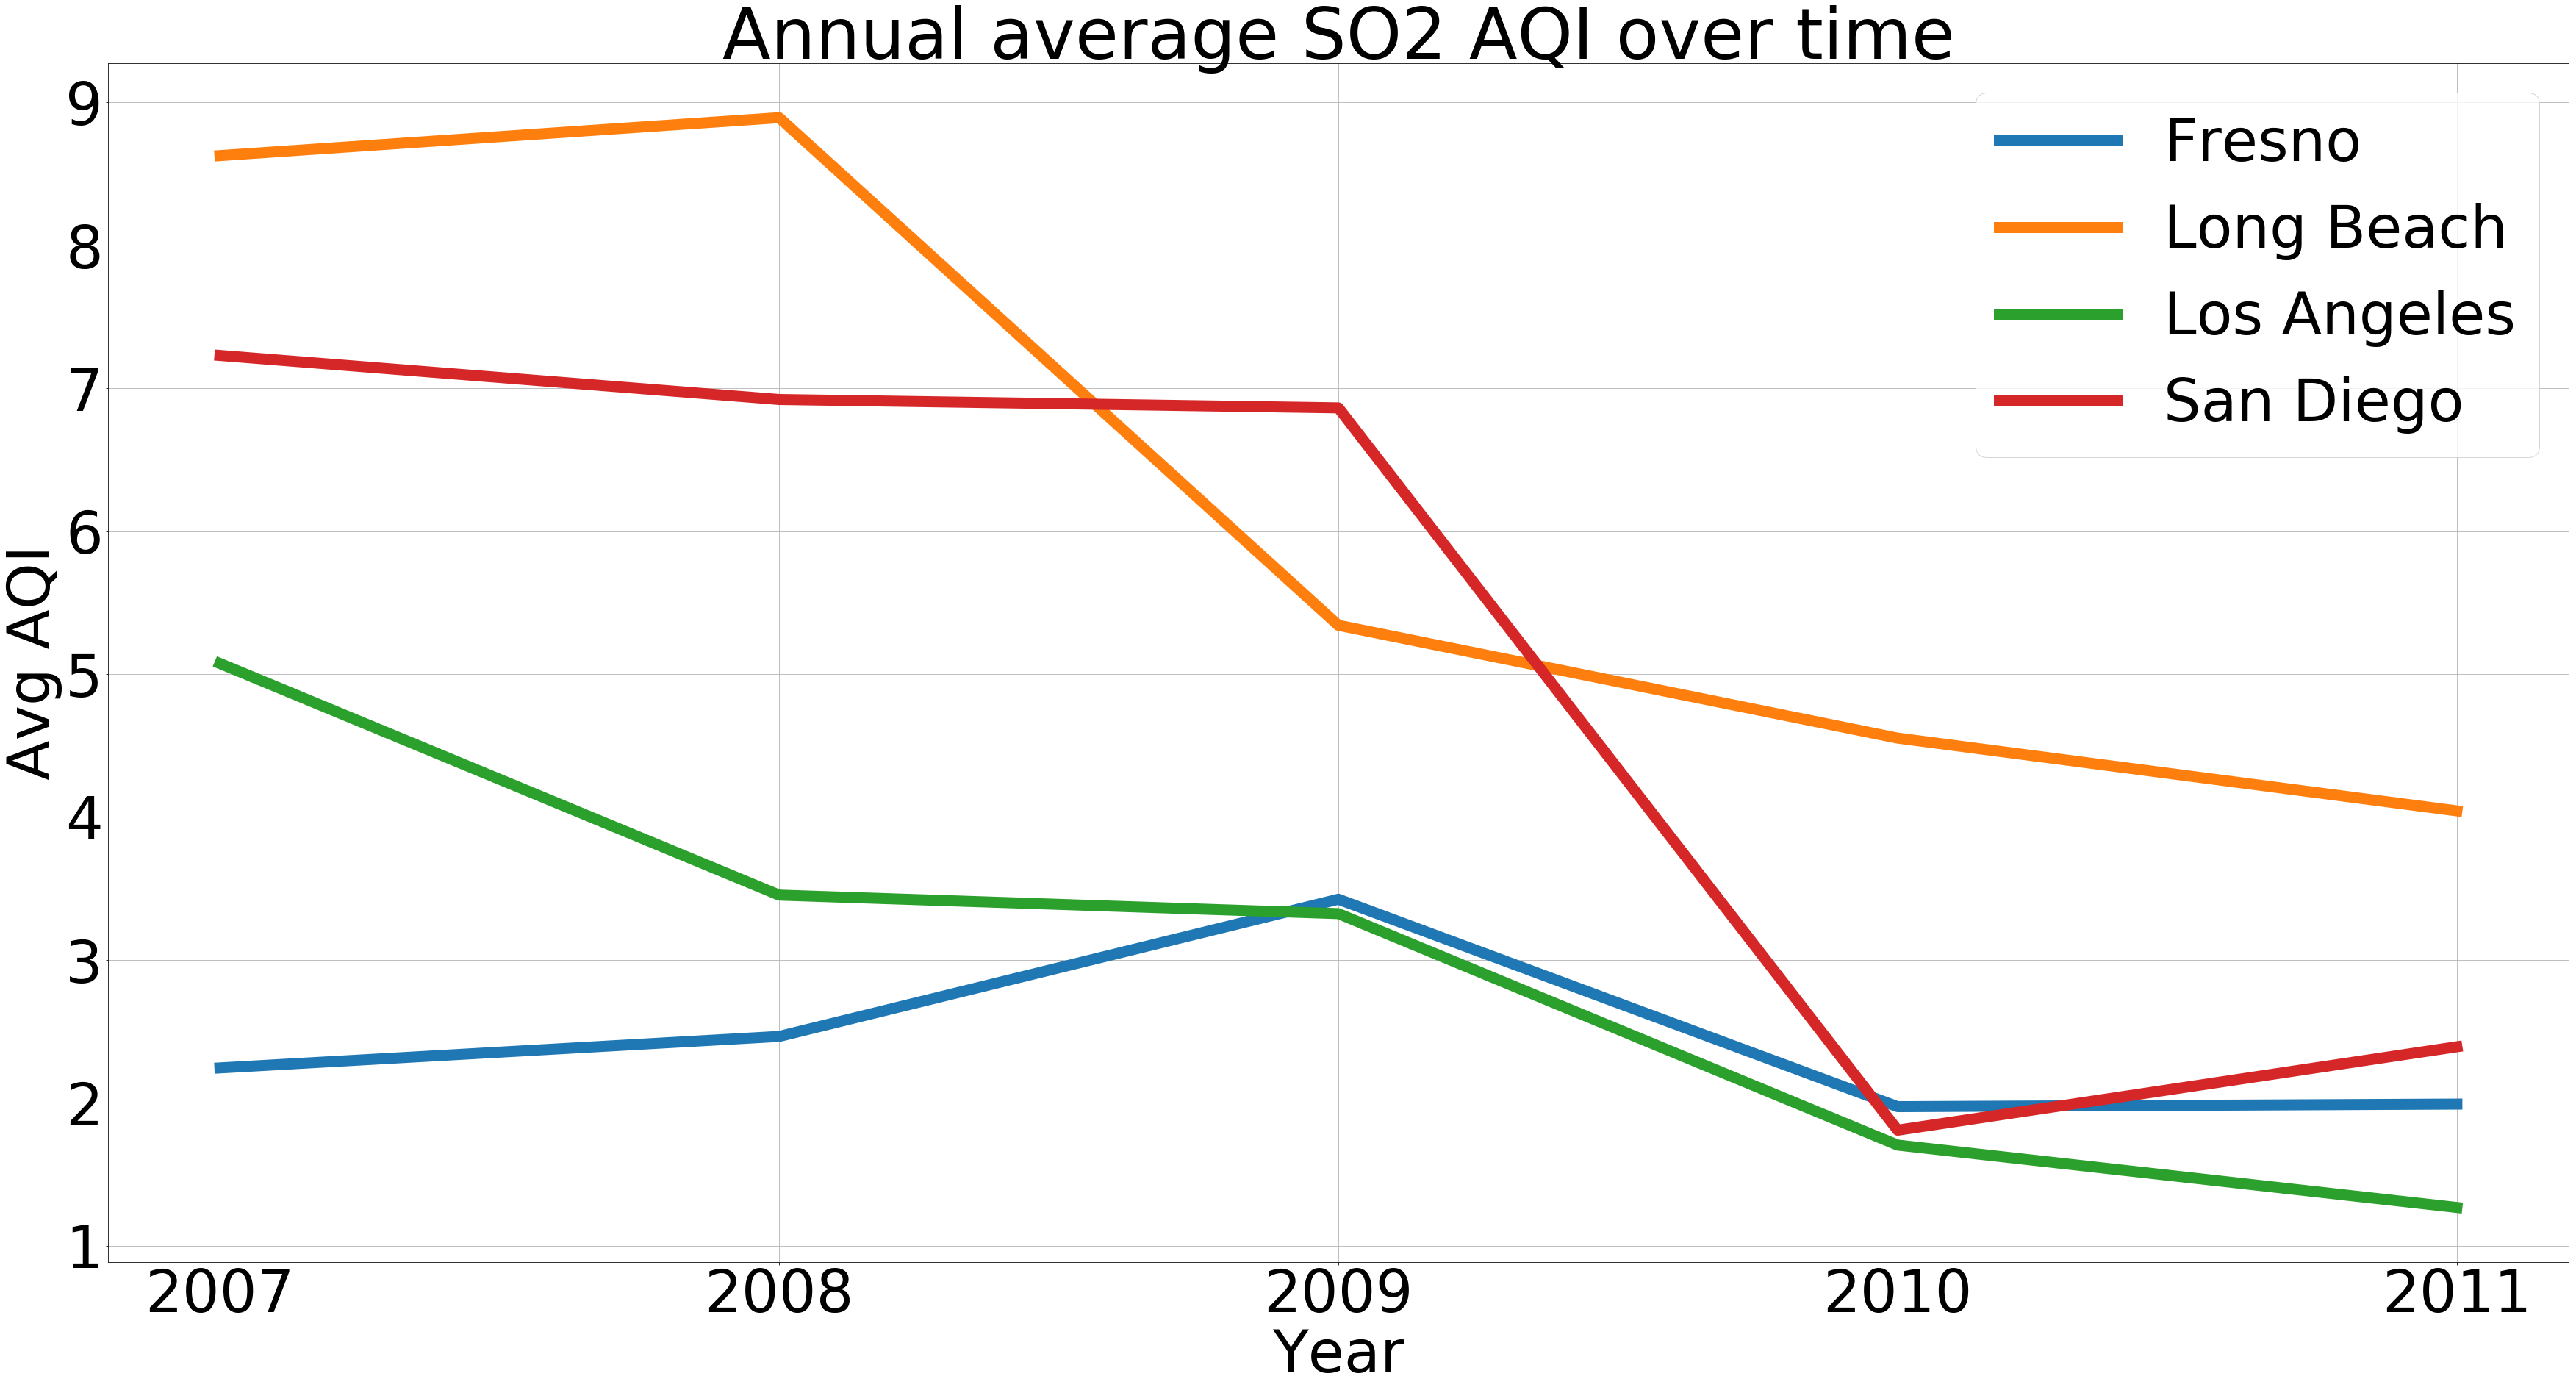 Annual average SO2 AQI over time
9
8
7
6
5
4
3
2
1
Avg AQI
Fresno
Long Beach
Los Angeles
San Diego
2007 2008 2009 2010 2011
Year